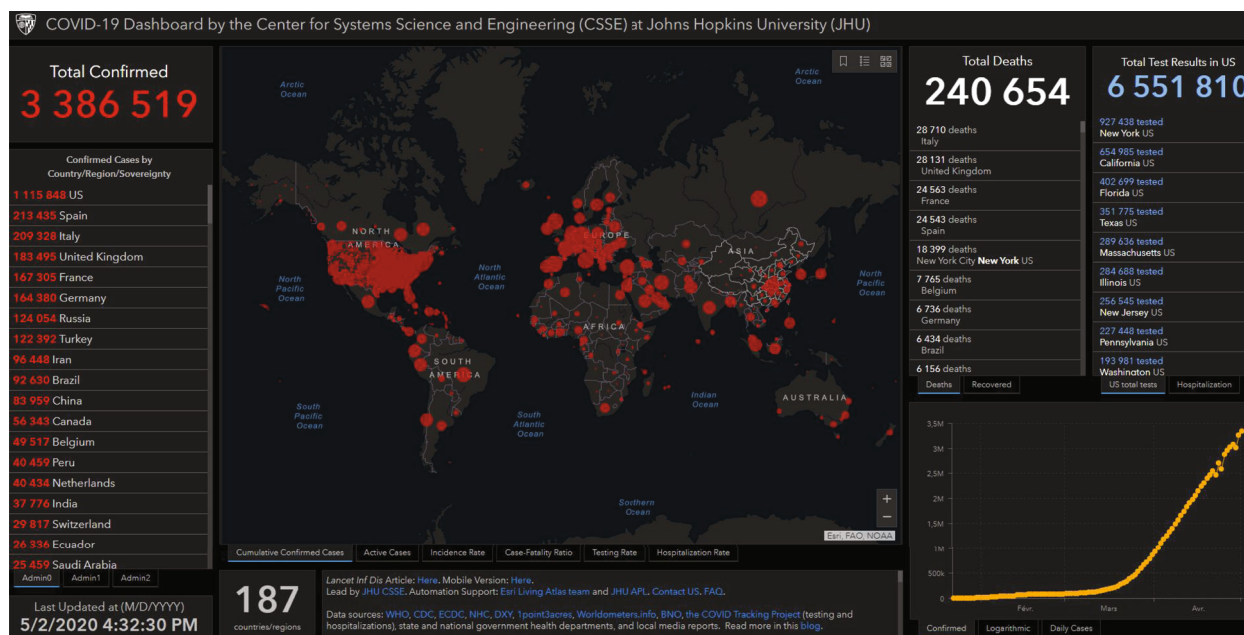 COVID-19 Dashboard by the Center for Systems Science and Engineering (CSSE) at Johns Hopkins University (JHU)
Total Confirmed
3 386 519
Confirmed Cases by
Country/Region/Sovereignty
1 115 848 US
213 435 Spain
209 328 Italy
183 495 United Kingdom
167 305 France
164 380 Germany
124 054 Russia
122 392 Turkey
96 448 Iran
92 630 Brazil
83 959 China
56 343 Canada
49 517 Belgium
40 459 Peru
40 434 Netherlands
37 776 India
29 817 Switzerland
26 336 Ecuador
25 459 Saudi Arabia
Admin0 Admin1 Admin2
Last Updated at (M/D/YYYY)
5/2/2020 4:32:30 PM
Arctic
Ocean
Arctic
Ocean
NORTH
AMERICA
EUROPE
ASIA
North
Pacific
Ocean
North
Atlantic
Ocean
North
Pacific
Ocean
AFRICA
SOUTH
AMERICA
Indian
Ocean
AUSTRALIA
South
Pacific
Ocean
South
Atlantic
Ocean
Southern
Ocean
+
−
Esri, FAO, NOAA
Cumulative Confirmed Cases Active Cases Incidence Rate Case-Fatality Ratio Testing Rate Hospitalization Rate
187
countries/regions
Lancet Inf Dis Article: Here. Mobile Version: Here.
Lead by JHU CSSE. Automation Support: Esri Living Atlas team and JHU APL. Contact US. FAQ.
Data sources: WHO, CDC, ECDC, NHC, DXY, 1point3acres, Worldometers.info, BNO, the COVID Tracking Project (testing and
hospitalizations), state and national government health departments, and local media reports. Read more in this blog.
Total Deaths
240 654
28 710 deaths
Italy
28 131 deaths
United Kingdom
24 563 deaths
France
24 543 deaths
Spain
18 399 deaths
New York City New York US
7 765 deaths
Belgium
6 736 deaths
Germany
6 434 deaths
Brazil
6 156 deaths
Deaths Recovered
Total Test Results in US
6 551 810
927 438 tested
New York US
654 985 tested
California US
402 699 tested
Florida US
351 775 tested
Texas US
289 636 tested
Massachusetts US
284 688 tested
Illinois US
256 545 tested
New Jersey US
227 448 tested
Pennsylvania US
193 981 tested
Washington US
US total tests Hospitalization
3,5M
3M
2,5M
2M
1,5M
1M
500k
0
Févr. Mars Avr.
Confirmed Logarithmic Daily Cases